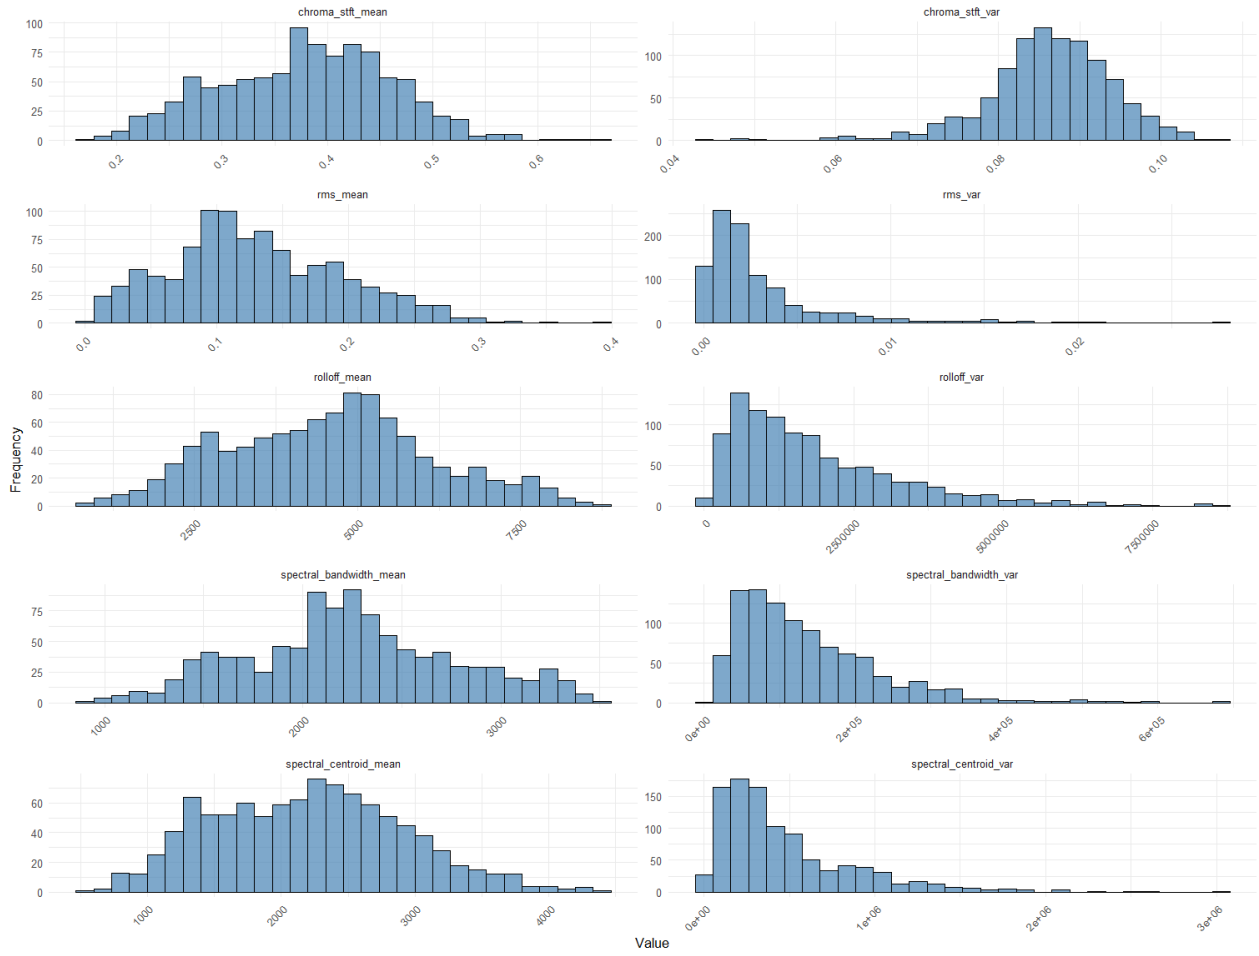 chroma_stft_mean
100
75
50
25
0
0.2 0.3 0.4 0.5 0.6
chroma_stft_var
100
50
0
0.04 0.06 0.08 0.10
rms_mean
100
75
50
25
0
0.0 0.1 0.2 0.3 0.4
rms_var
200
100
0
0.00 0.01 0.02
rolloff_mean
80
60
40
20
0
2500 5000 7500
rolloff_var
100
50
0
0 2500000 5000000 7500000
spectral_bandwidth_mean
75
50
25
0
1000 2000 3000
spectral_bandwidth_var
100
50
0
0e+00 2e+05 4e+05 6e+05
spectral_centroid_mean
60
40
20
0
1000 2000 3000 4000
spectral_centroid_var
150
100
50
0
0e+00 1e+06 2e+06 3e+06
Frequency
Value